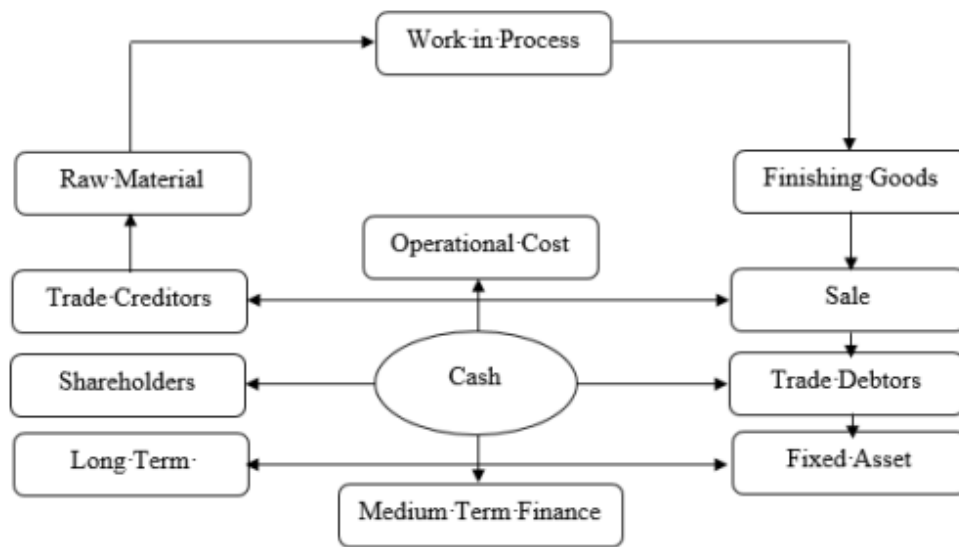 Work·in·Process
Raw·Material
Finishing·Goods
Operational·Cost
Trade·Creditors
Sale
Shareholders
Cash
Trade·Debtors
Long·Term·
Fixed·Asset
Medium·Term·Finance